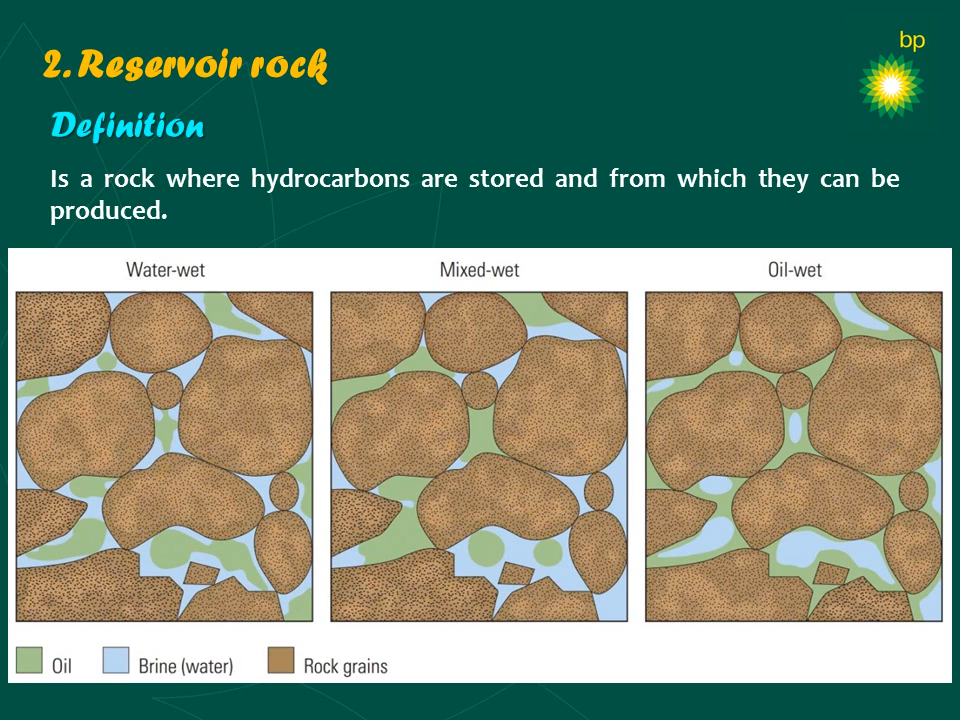 bp
2. Reservoir rock
Definition
Is a rock where hydrocarbons are stored and from which they can be
produced.
Water-wet
Mixed-wet
Oil-wet
Oil
Brine (water)
Rock grains